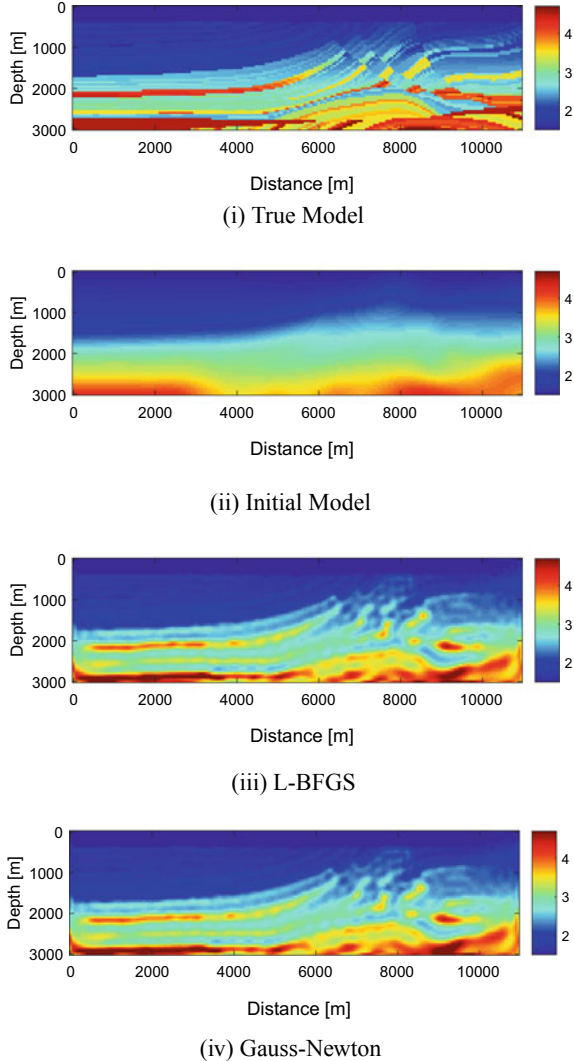 0
1000
2000
3000
Depth [m]
0 2000 4000 6000 8000 10000
Distance [m]
4
3
2
(i) True Model
0
1000
2000
3000
Depth [m]
0 2000 4000 6000 8000 10000
Distance [m]
4
3
2
(ii) Initial Model
0
1000
2000
3000
Depth [m]
0 2000 4000 6000 8000 10000
Distance [m]
4
3
2
(iii) L-BFGS
0
1000
2000
3000
Depth [m]
0 2000 4000 6000 8000 10000
Distance [m]
4
3
2
(iv) Gauss-Newton